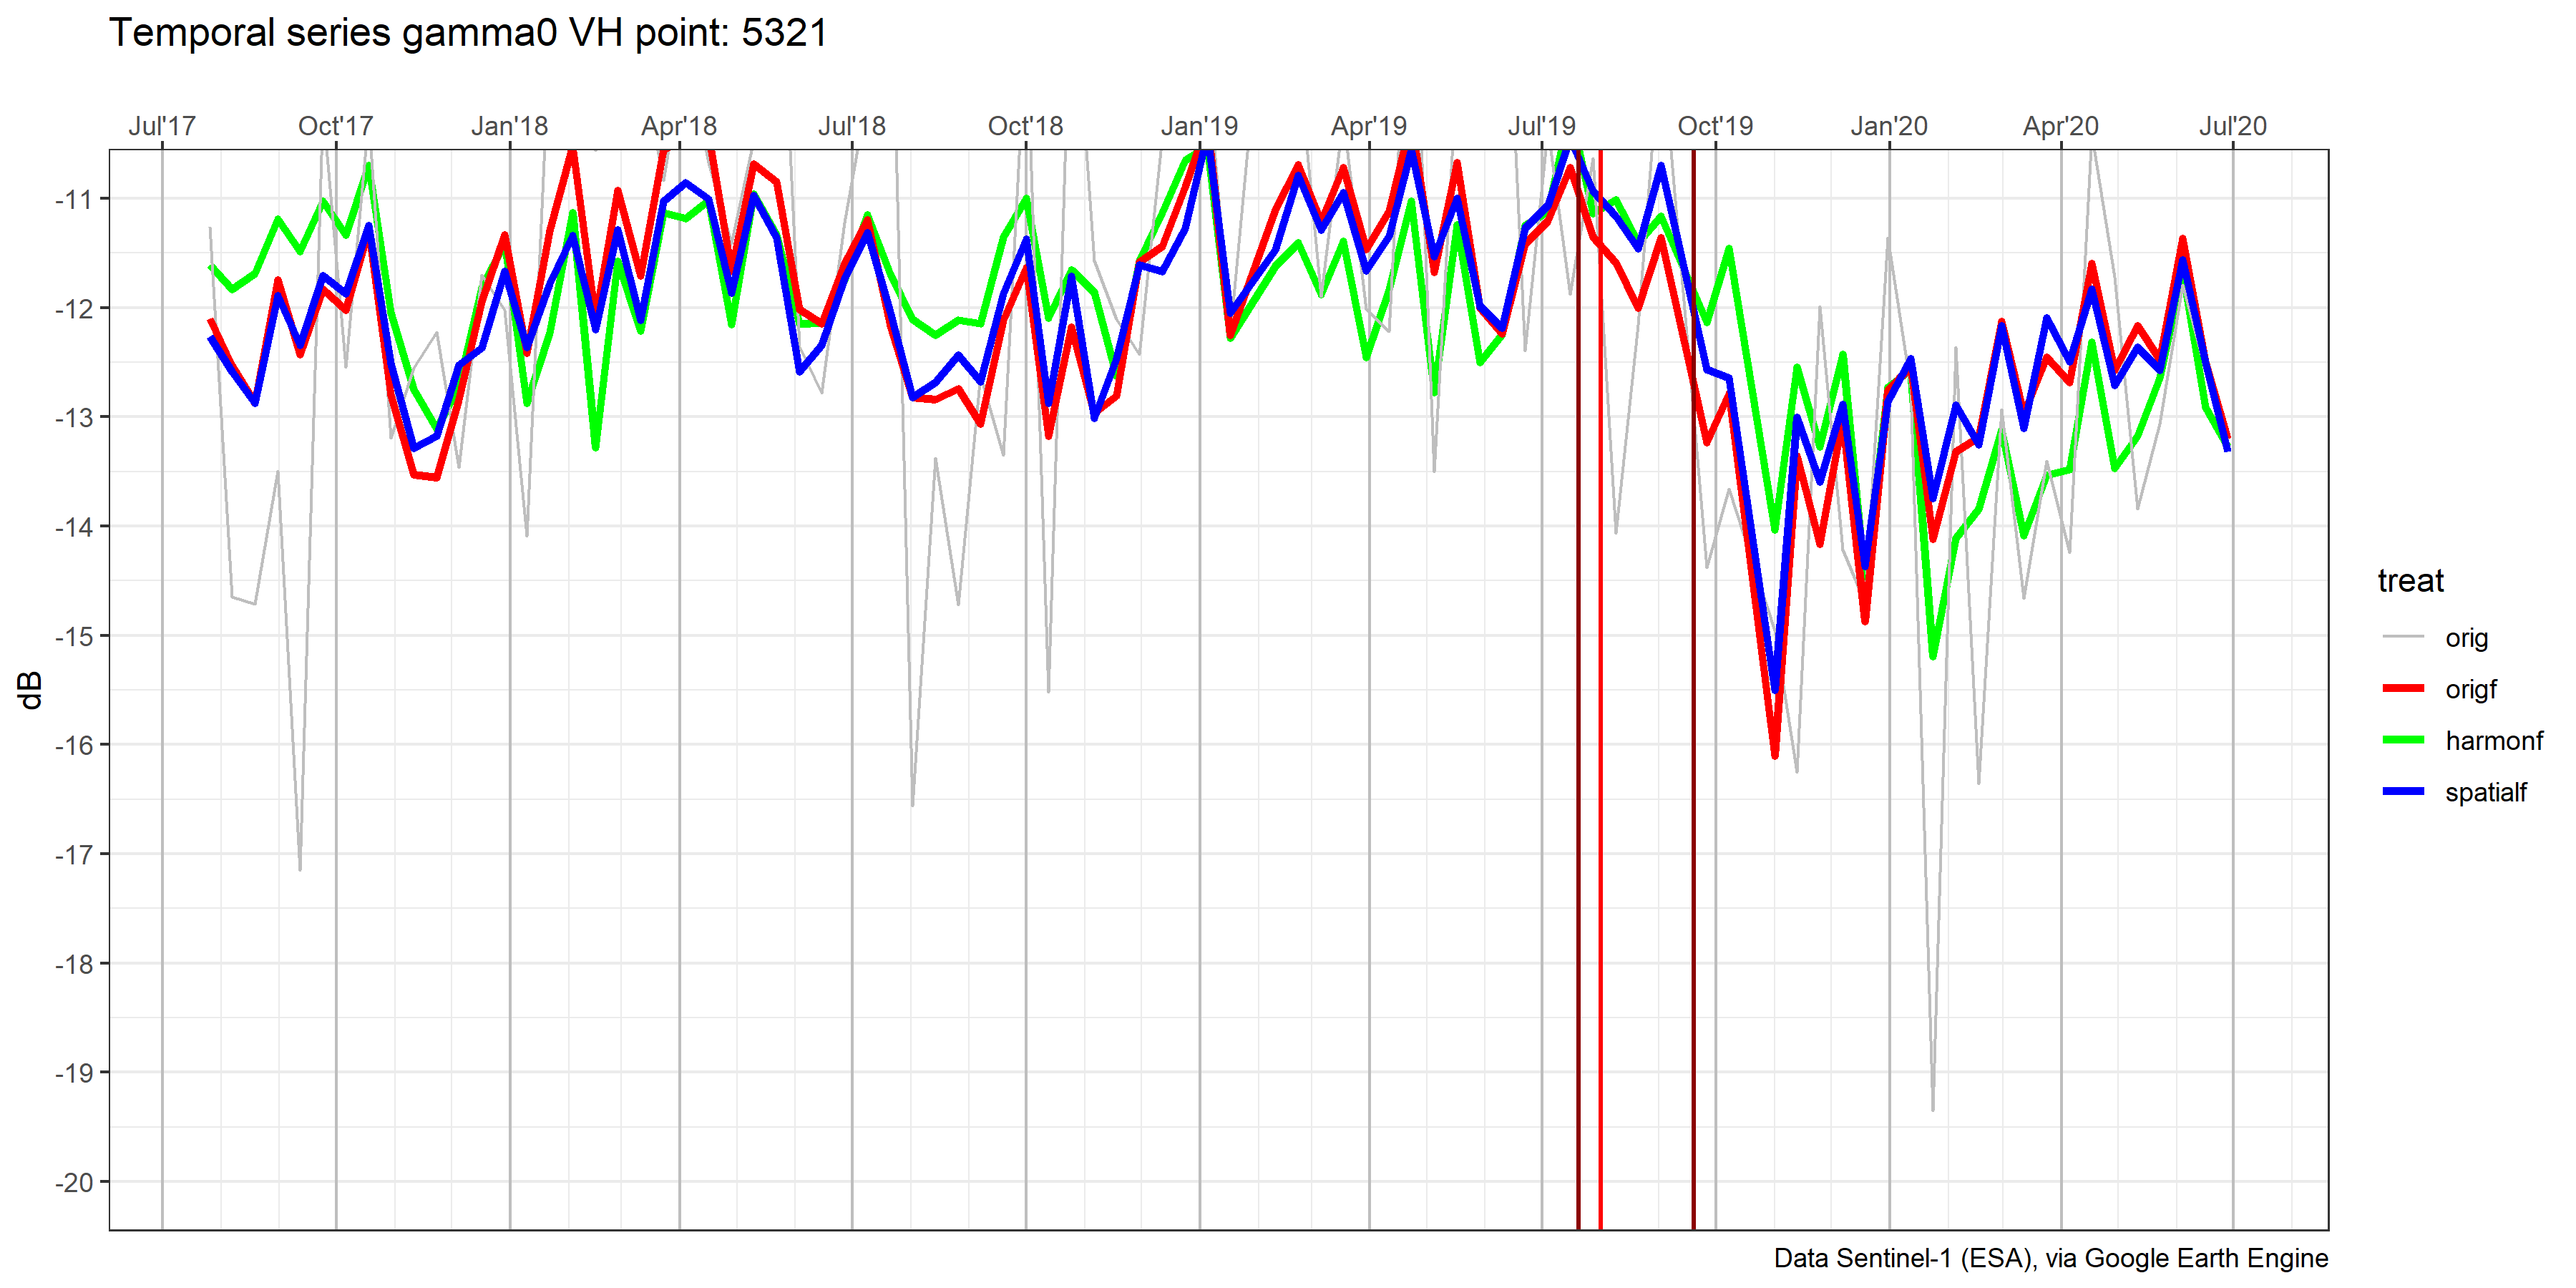 Temporal series gamma0 VH point: 5321
Jul'17 Oct'17 Jan'18 Apr'18 Jul'18 Oct'18 Jan'19 Apr'19 Jul'19 Oct'19 Jan'20 Apr'20 Jul'20
-11
-12
-13
-14
-15
-16
-17
-18
-19
-20
dB
treat
orig
origf
harmonf
spatialf
Data Sentinel-1 (ESA), via Google Earth Engine